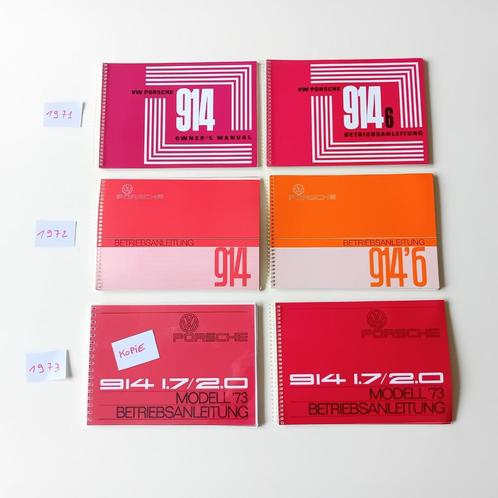 1971
VW PORSCHE
914
OWNER'S MANUAL
VW PORSCHE
914 6
BETRIEBSANLEITUNG
1972
PORSCHE
BETRIEBSANLEITUNG
914
PORSCHE
BETRIEBSANLEITUNG
914'6
1973
PORSCHE
KOPiE
914 1.7/2.0
MODELL '73
BETRIEBSANLEITUNG
PORSCHE
914 1.7/2.0
MODELL '73
BETRIEBSANLEITUNG